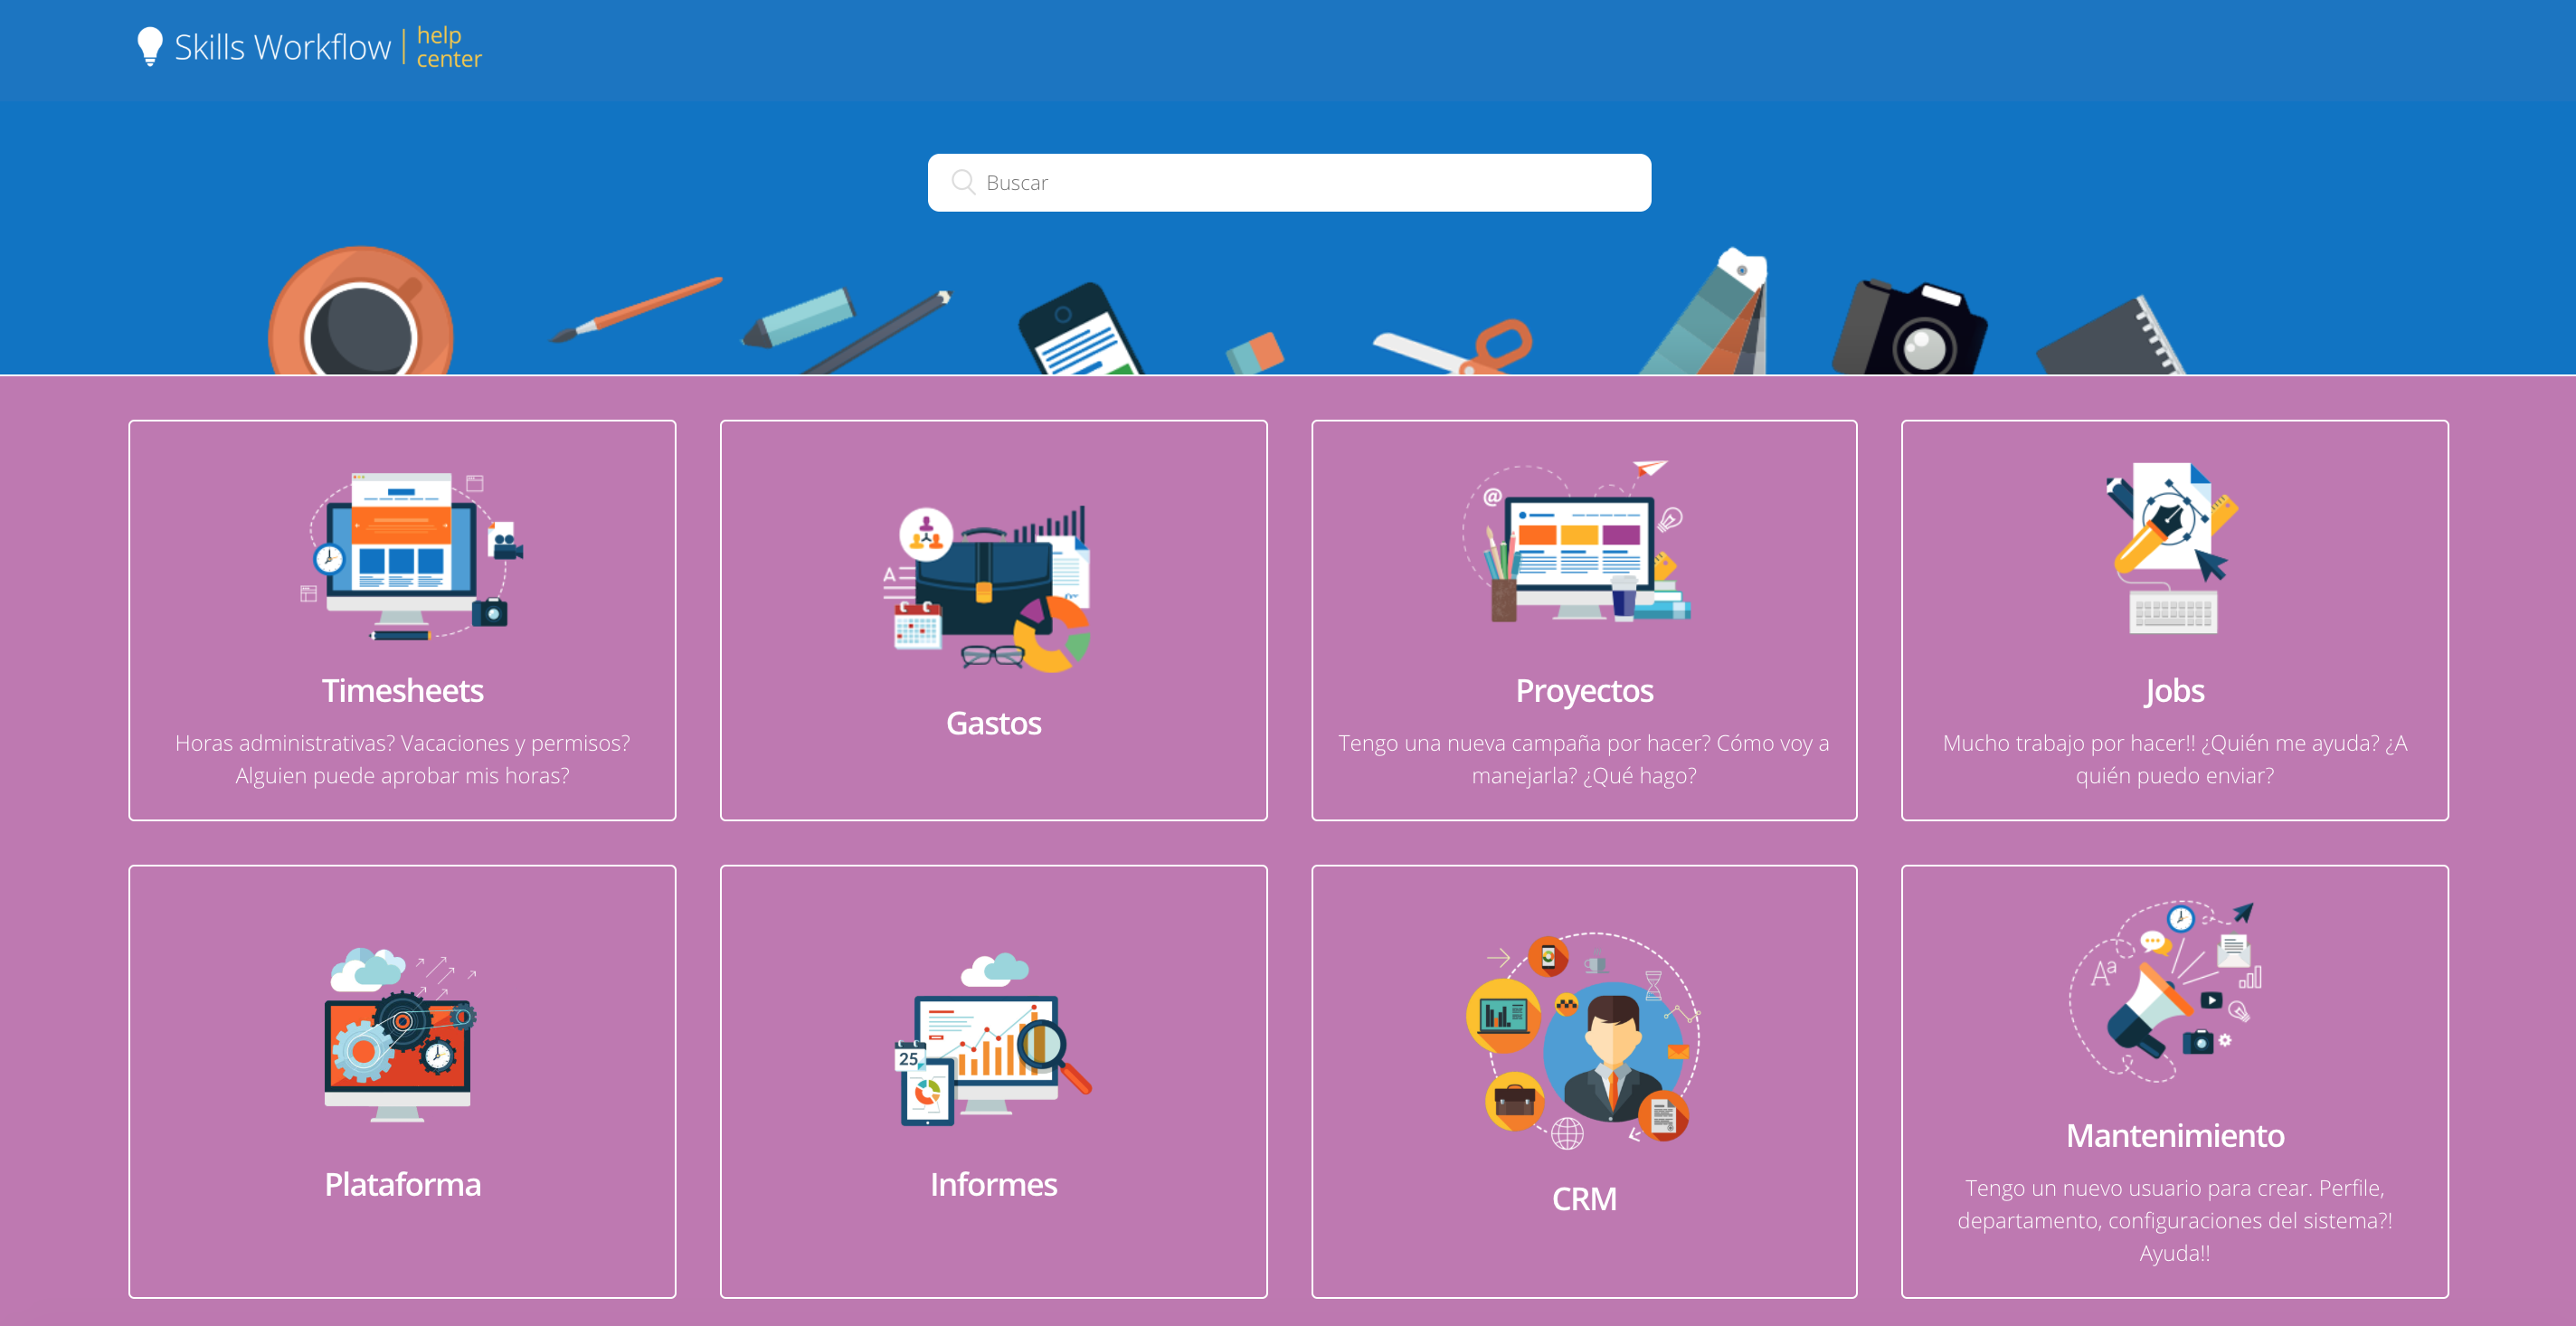 Skills Workflow
help
center
Buscar
Timesheets
Horas administrativas? Vacaciones y permisos?
Alguien puede aprobar mis horas?
Gastos
Proyectos
Tengo una nueva campaña por hacer? Cómo voy a
manejarla? ¿Qué hago?
Jobs
Mucho trabajo por hacer!! ¿Quién me ayuda? ¿A
quién puedo enviar?
Plataforma
25
Informes
CRM
Aa
Mantenimiento
Tengo un nuevo usuario para crear. Perfile,
departamento, configuraciones del sistema?!
Ayuda!!